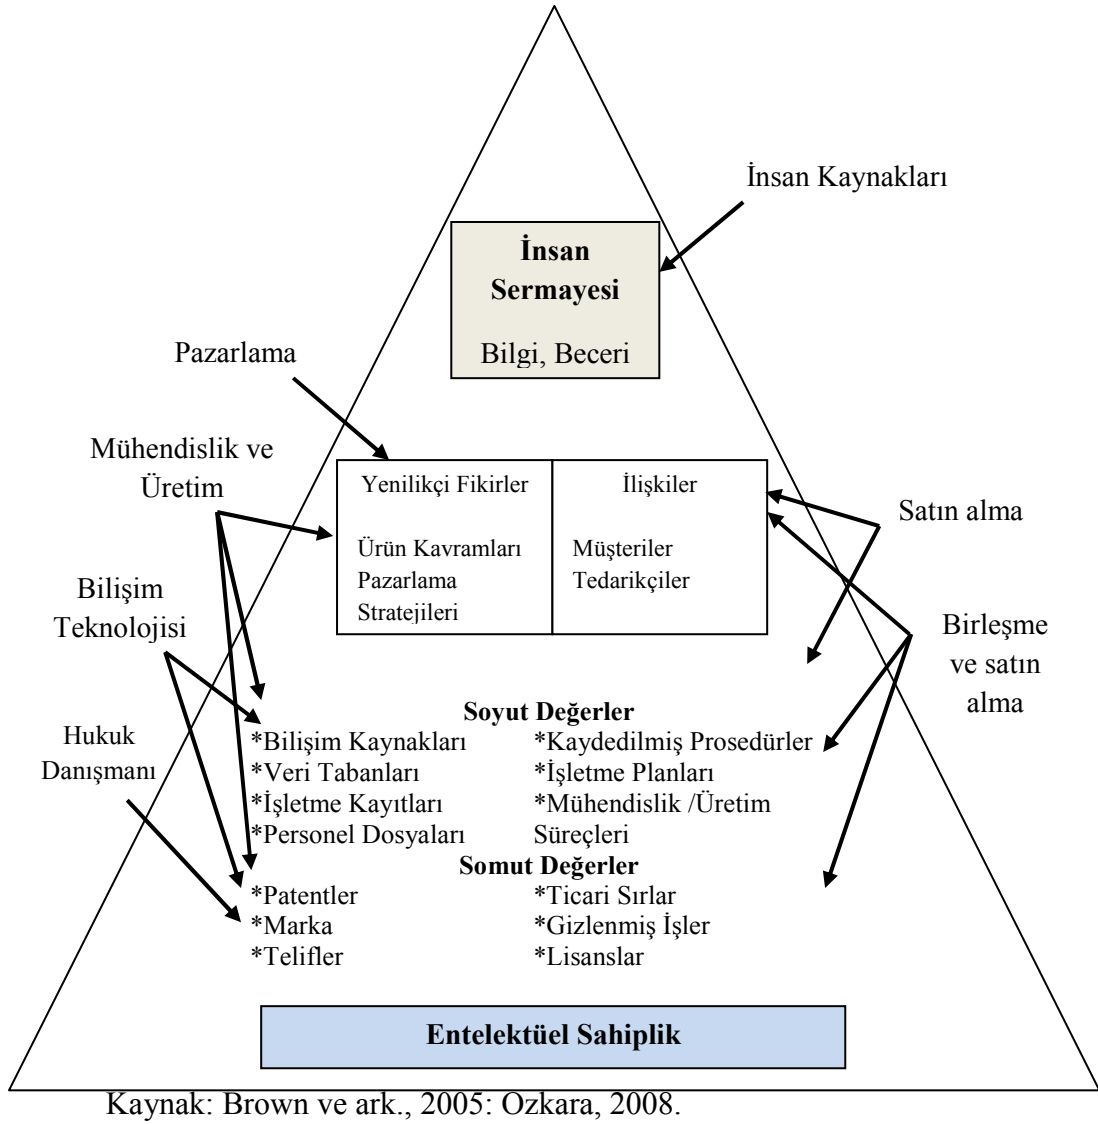 İnsan Kaynakları
İnsan
Sermayesi
Bilgi, Beceri
Pazarlama
Mühendislik ve
Üretim
Yenilikçi Fikirler
Ürün Kavramları
Pazarlama
Stratejileri
İlişkiler
Müşteriler
Tedarikçiler
Satın alma
Bilişim
Teknolojisi
Birleşme
ve satın
alma
Hukuk
Danışmanı
Soyut Değerler
*Bilişim Kaynakları
*Veri Tabanları
*İşletme Kayıtları
*Personel Dosyaları
*Kaydedilmiş Prosedürler
*İşletme Planları
*Mühendislik /Üretim
Süreçleri
Somut Değerler
*Patentler
*Marka
*Telifler
*Ticari Sırlar
*Gizlenmiş İşler
*Lisanslar
Entelektüel Sahiplik
Kaynak: Brown ve ark., 2005: Ozkara, 2008.